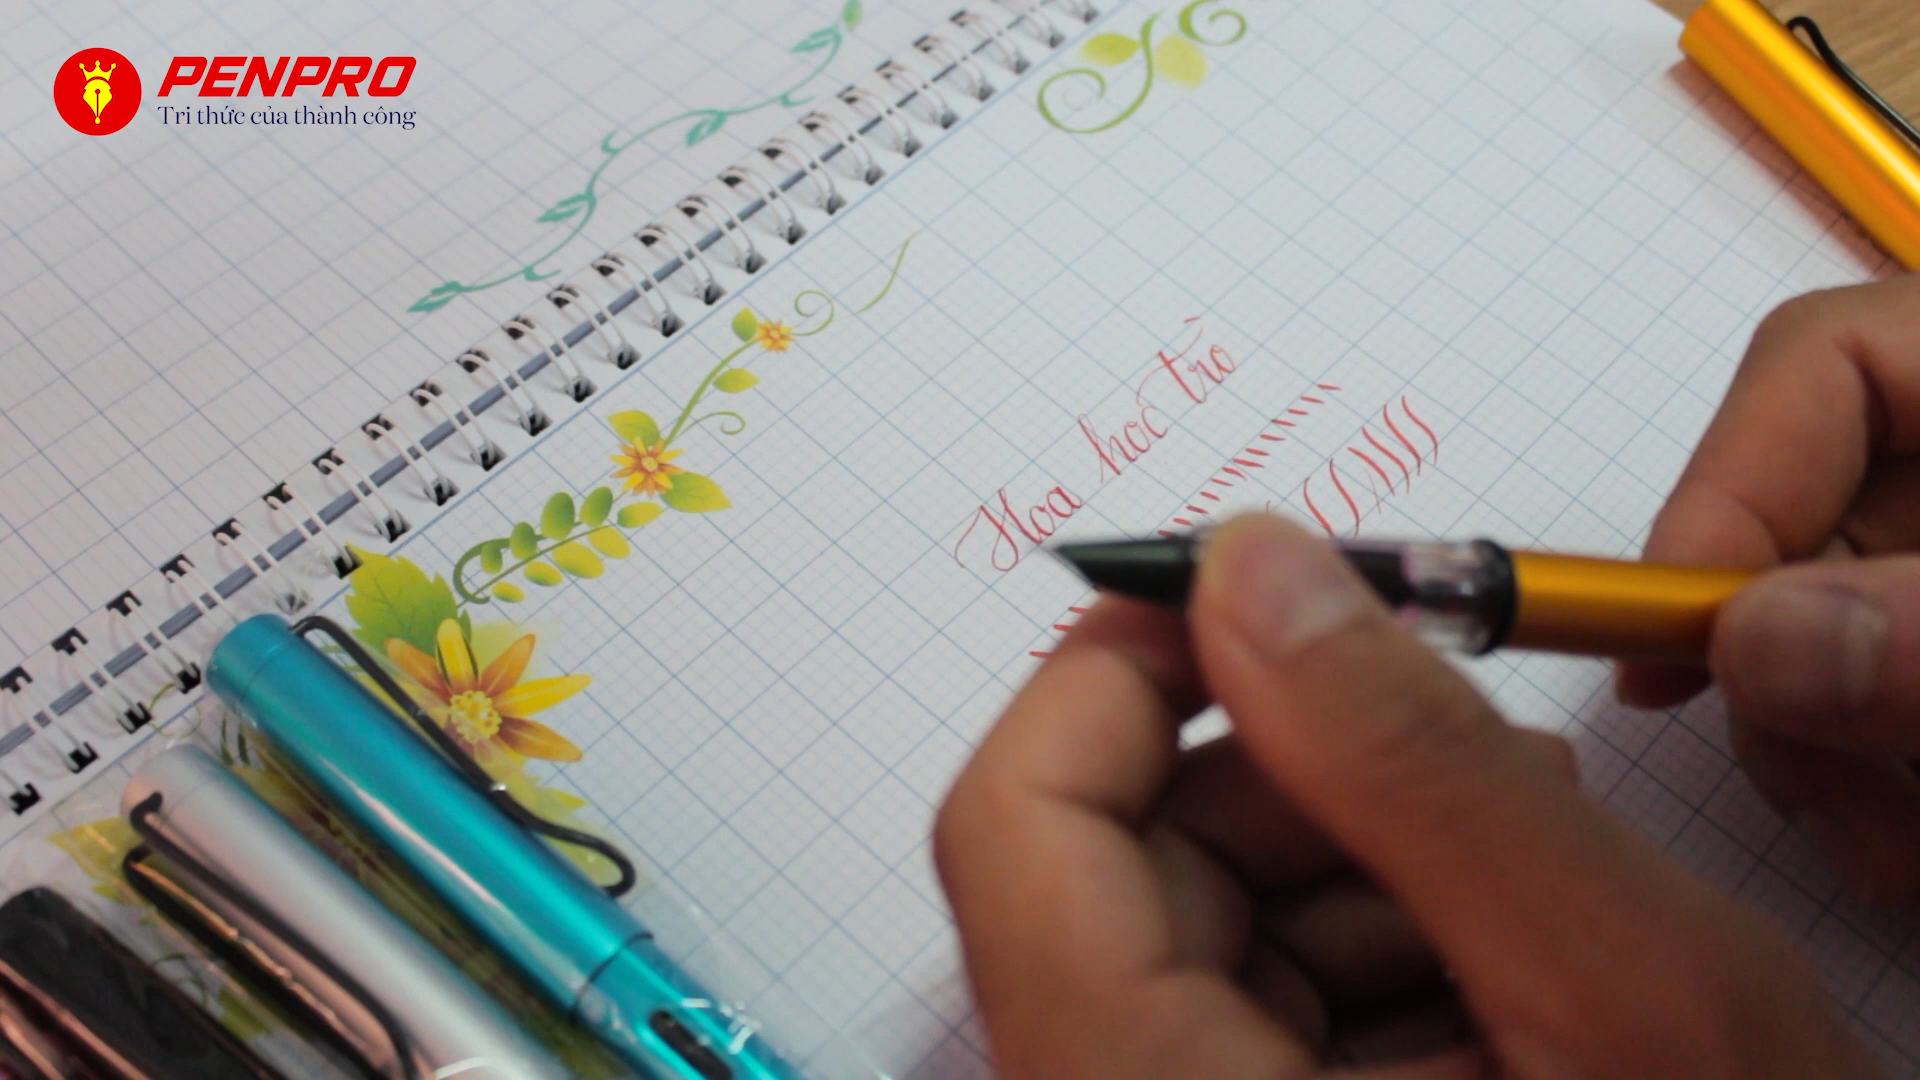 PENPRO
Tri thức của thành công
Hoa học trò